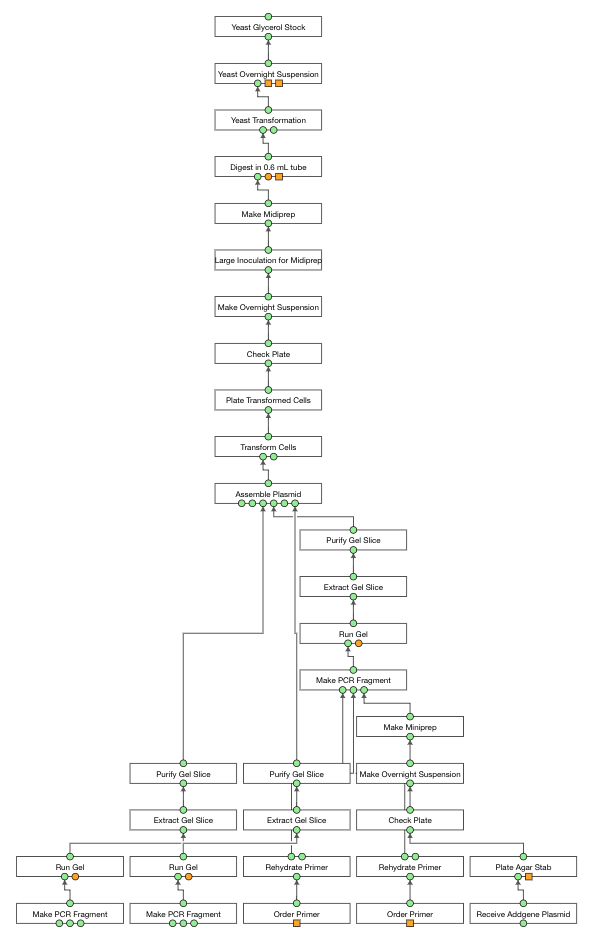 Yeast Glycerol Stock
Yeast Overnight Suspension
Yeast Transformation
Digest in 0.6 mL tube
Make Midiprep
Large Inoculation for Midiprep
Make Overnight Suspension
Check Plate
Plate Transformed Cells
Transform Cells
Assemble Plasmid
Purify Gel Slice
Extract Gel Slice
Run Gel
Make PCR Fragment
Make Miniprep
Purify Gel Slice
Purify Gel Slice
Make Overnight Suspension
Extract Gel Slice
Extract Gel Slice
Check Plate
Run Gel
Run Gel
Rehydrate Primer
Rehydrate Primer
Plate Agar Stab
Make PCR Fragment
Make PCR Fragment
Order Primer
Order Primer
Receive Addgene Plasmid